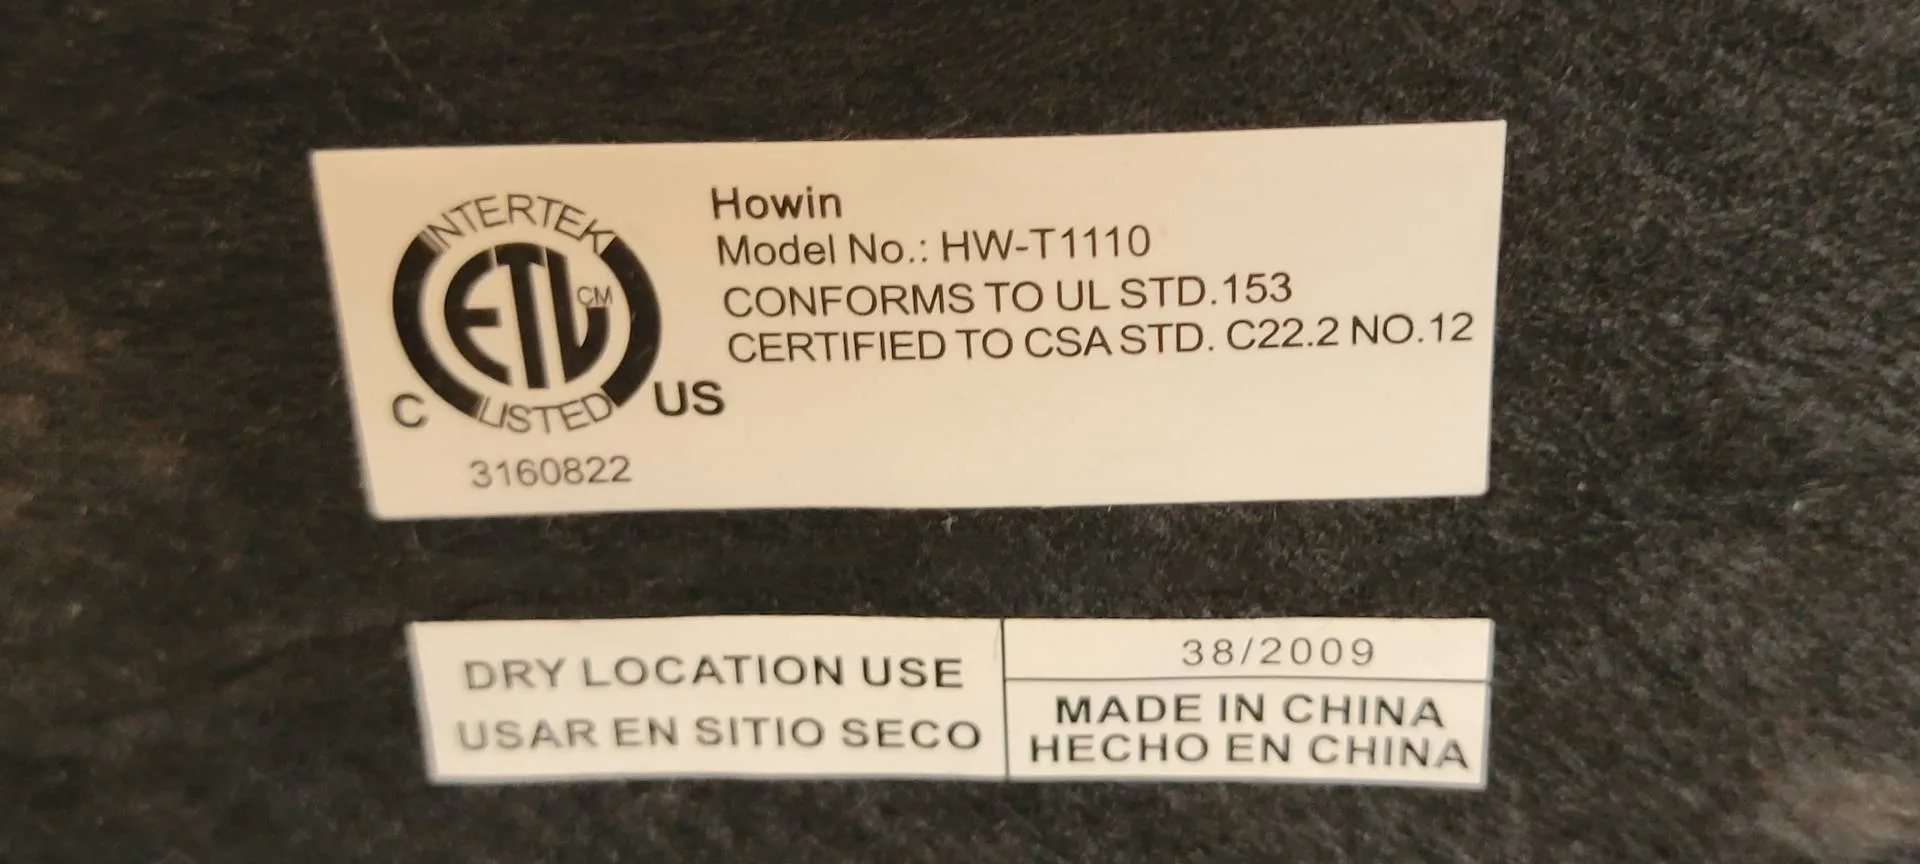 INTERTEK
ETL CM
LISTED
C US
3160822
Howin
Model No.: HW-T1110
CONFORMS TO UL STD.153
CERTIFIED TO CSA STD. C22.2 NO.12
DRY LOCATION USE
USAR EN SITIO SECO
38/2009
MADE IN CHINA
HECHO EN CHINA